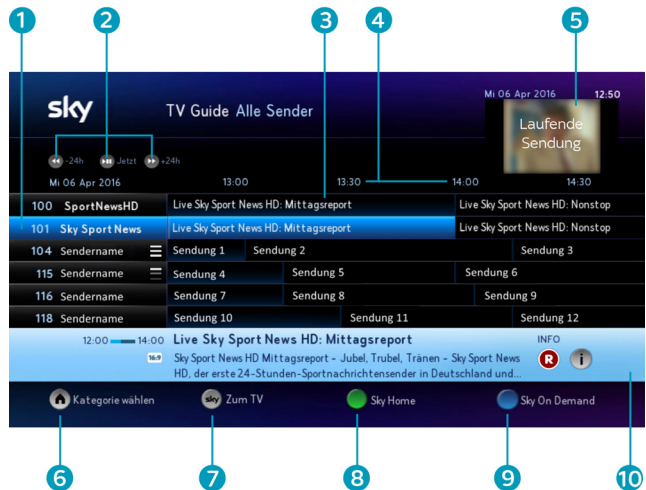 1 2 3 4 5
Mi 06 Apr 2016 12:50
sky TV Guide Alle Sender
Laufende
Sendung
-24h Jetzt +24h
Mi 06 Apr 2016 13:00 13:30 14:00 14:30
100 SportNewsHD Live Sky Sport News HD: Mittagsreport Live Sky Sport News HD: Nonstop
101 Sky Sport News Live Sky Sport News HD: Mittagsreport Live Sky Sport News HD: Nonstop
104 Sendername Sendung 1 Sendung 2 Sendung 3
115 Sendername Sendung 4 Sendung 5 Sendung 6
116 Sendername Sendung 7 Sendung 8 Sendung 9
118 Sendername Sendung 10 Sendung 11 Sendung 12
12:00 14:00 Live Sky Sport News HD: Mittagsreport INFO
16:9 Sky Sport News HD Mittagsreport - Jubel, Trubel, Tränen - Sky Sport News R i
HD, der erste 24-Stunden-Sportnachrichtensender in Deutschland und...
Kategorie wählen sky Zum TV Sky Home Sky On Demand
6 7 8 9 10